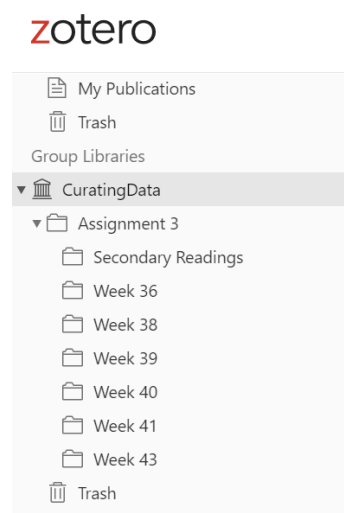 zotero
My Publications
Trash
Group Libraries
CuratingData
Assignment 3
Secondary Readings
Week 36
Week 38
Week 39
Week 40
Week 41
Week 43
Trash